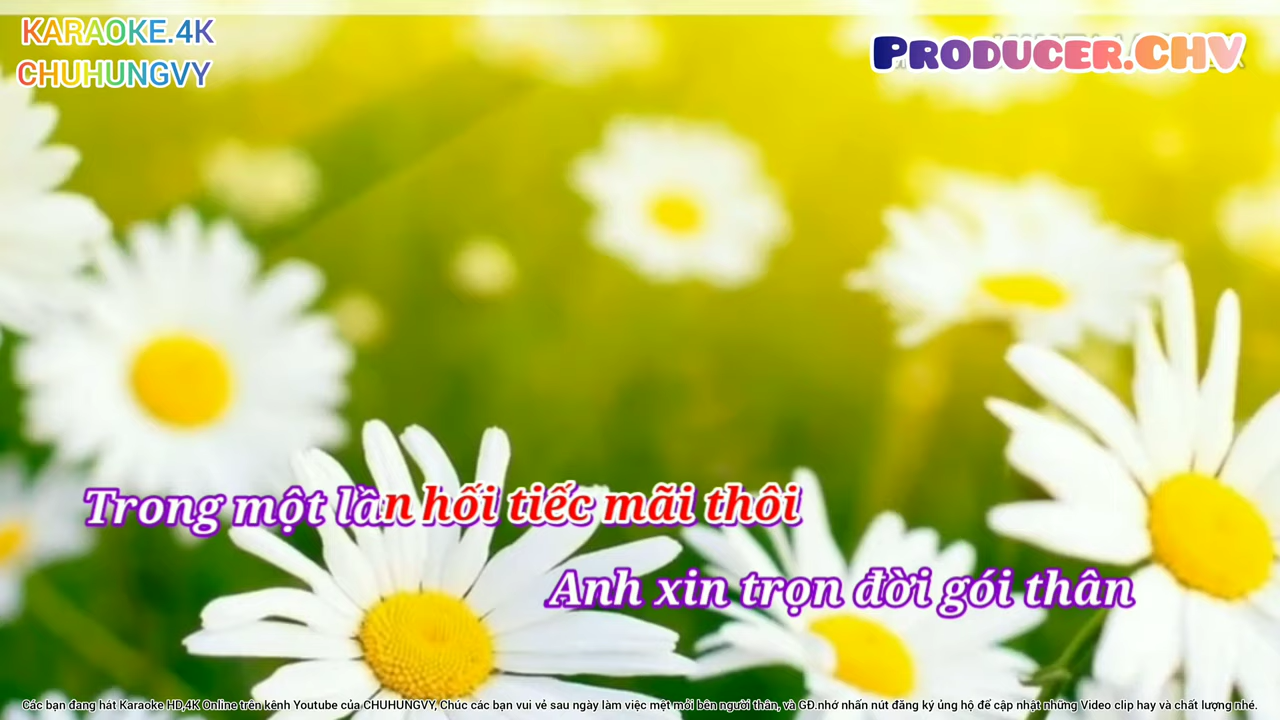 KARAOKE.4K
CHUHUNGVY
PRODUCER.CHV
Trong một lần hối tiếc mãi thôi
Anh xin trọn đời gói thân
Các bạn đang hát Karaoke HD,4K Online trên kênh Youtube của CHUHUNGVY, Chúc các bạn vui vẻ sau ngày làm việc mệt mỏi bên người thân, và GĐ.nhớ nhấn nút đăng ký ủng hộ để cập nhật những Video clip hay và chất lượng nhé.